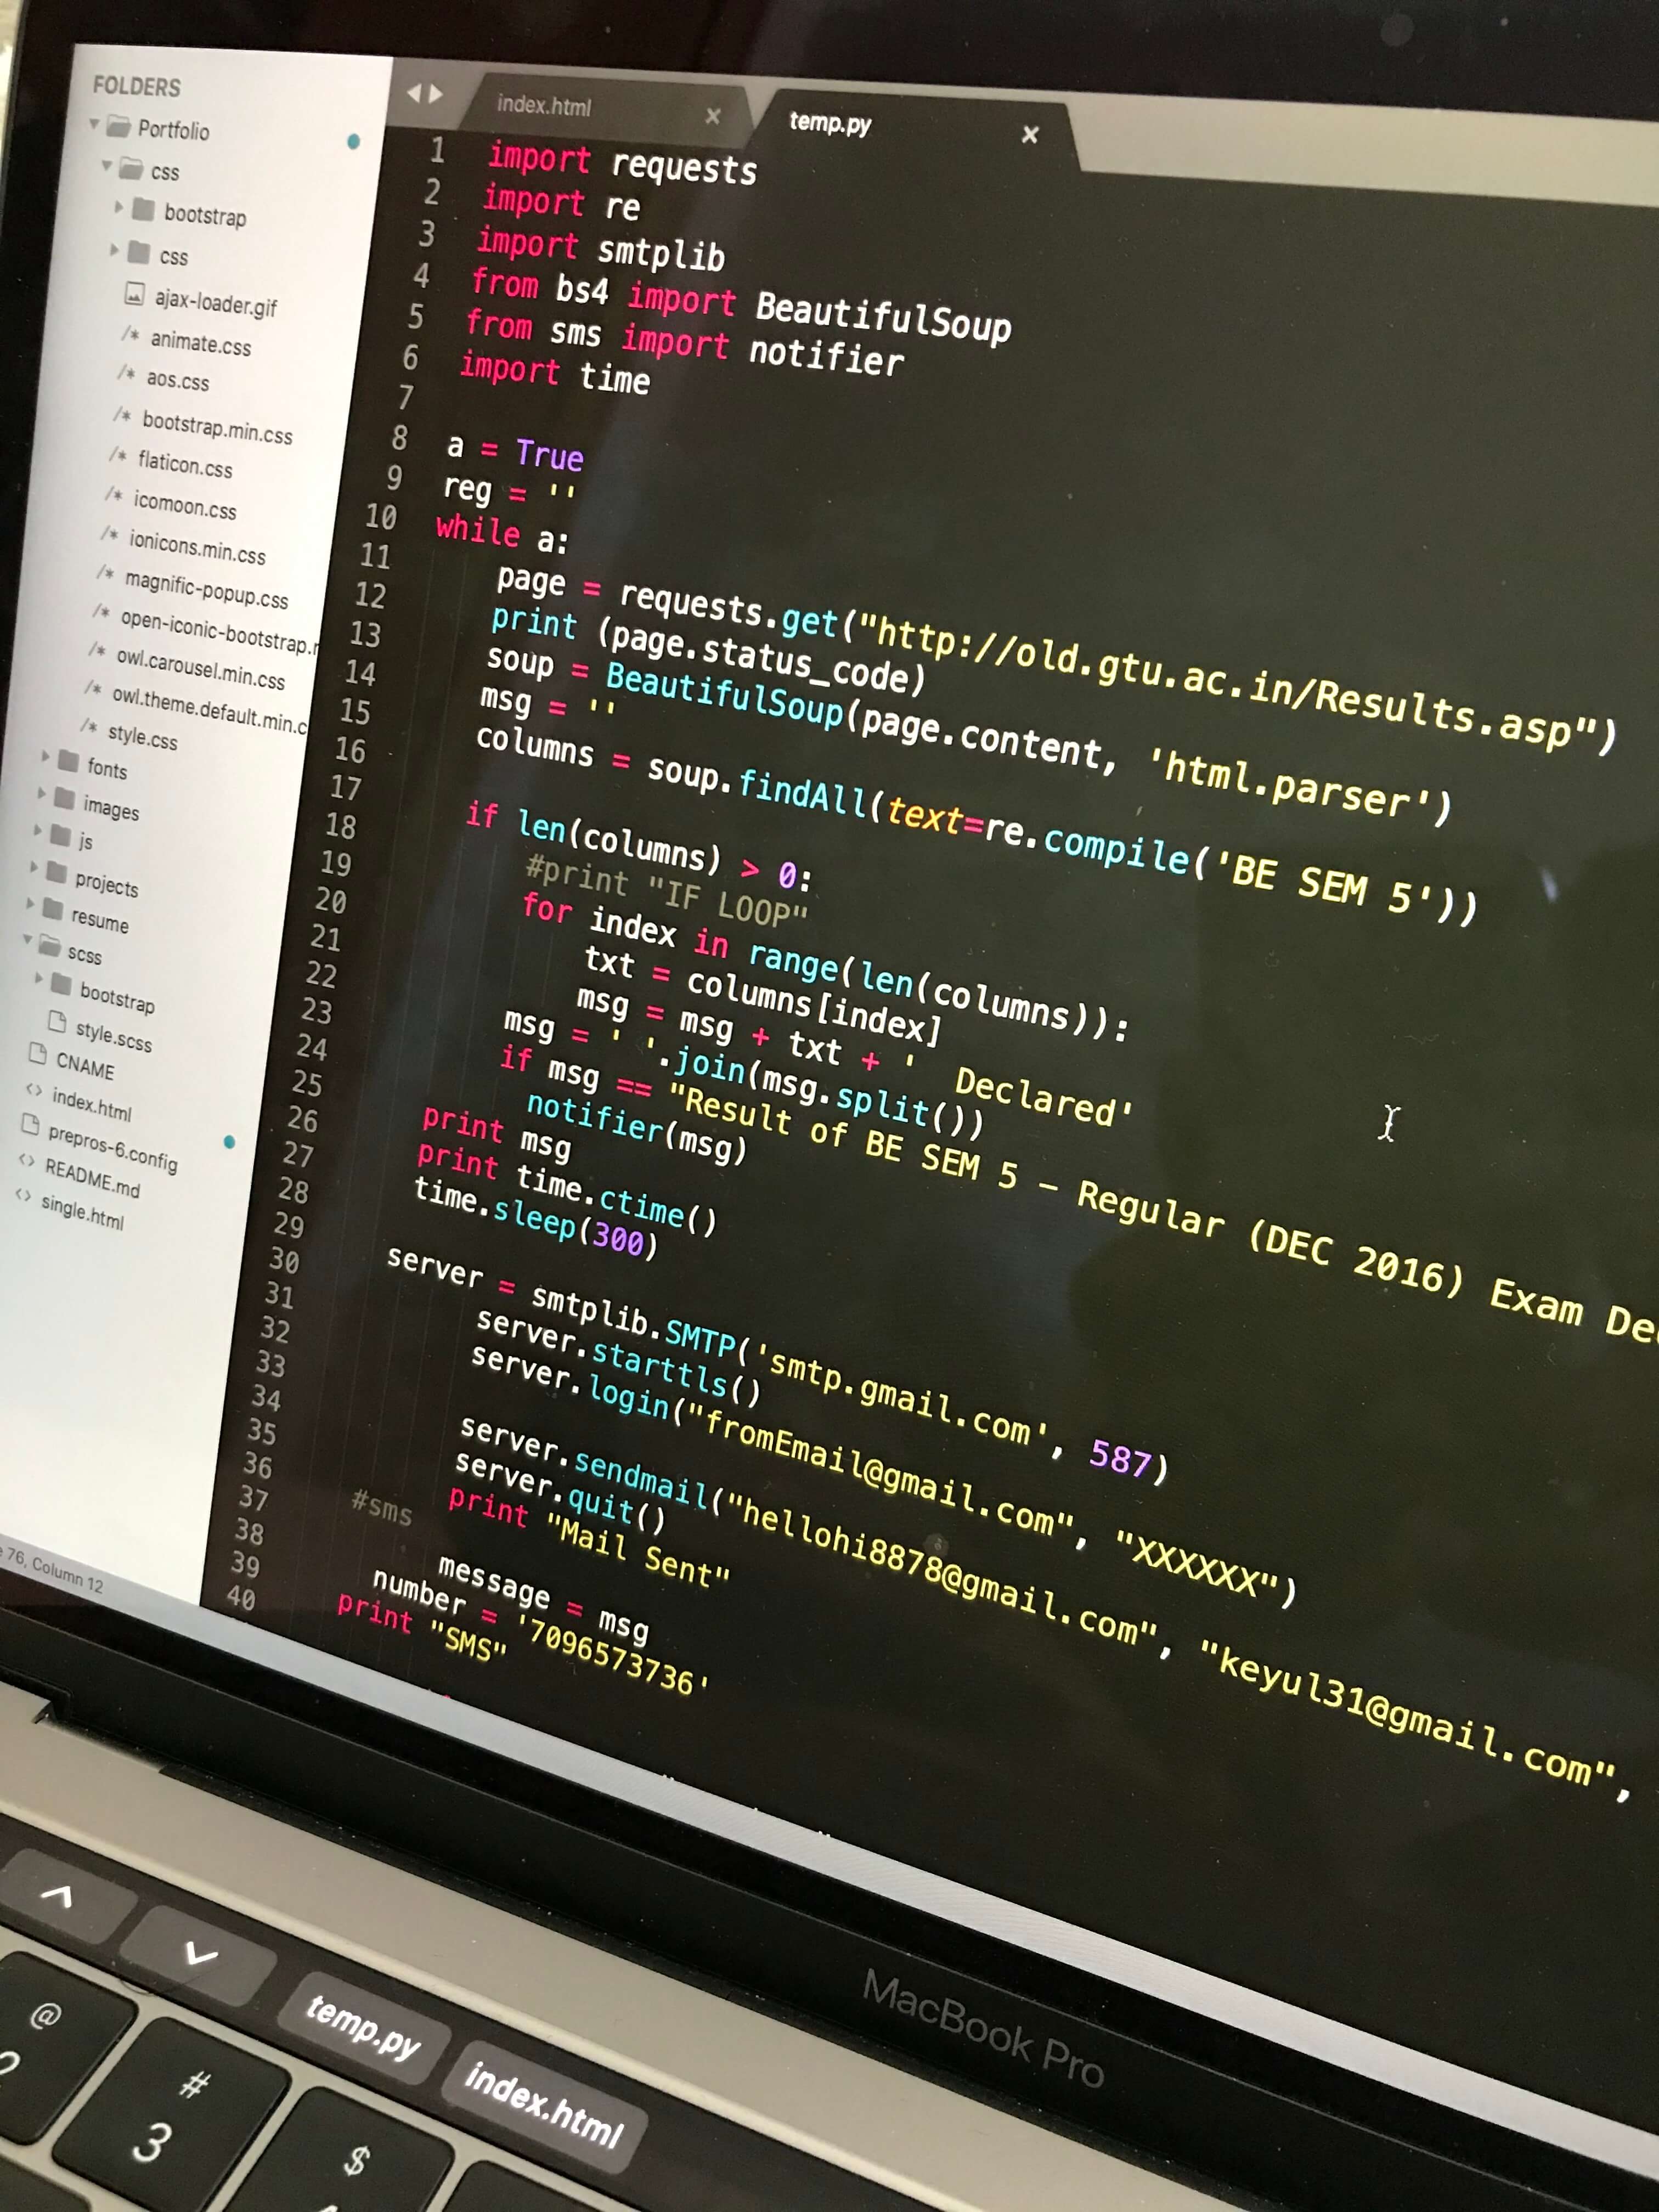 FOLDERS
Portfolio
css
bootstrap
css
ajax-loader.gif
/* animate.css
/* aos.css
/* bootstrap.min.css
/* flaticon.css
/* icomoon.css
/* ionicons.min.css
/* magnific-popup.css
/* open-iconic-bootstrap.r
/* owl.carousel.min.css
/* owl.theme.default.min.c
/* style.css
fonts
images
js
projects
resume
scss
bootstrap
style.scss
CNAME
<> index.html
prepros-6.config
<> README.md
<> single.html
76, Column 12
index.html ×
temp.py ×
1 import requests
2 import re
3 import smtplib
4 from bs4 import BeautifulSoup
5 from sms import notifier
6 import time
7
8 a = True
9 reg = ''
10 while a:
11 page = requests.get("http://old.gtu.ac.in/Results.asp")
12 print (page.status_code)
13 soup = BeautifulSoup(page.content, 'html.parser')
14 msg = ''
15 columns = soup.findAll(text=re.compile('BE SEM 5'))
16
17 if len(columns) > 0:
18 #print "IF LOOP"
19 for index in range(len(columns)):
20 txt = columns[index]
21 msg = msg + txt + ' Declared'
22 msg = ' '.join(msg.split())
23 if msg == "Result of BE SEM 5 – Regular (DEC 2016) Exam Dec
24 notifier(msg)
25 print msg
26 print time.ctime()
27 time.sleep(300)
28
29 server = smtplib.SMTP('smtp.gmail.com', 587)
30 server.starttls()
31 server.login("fromEmail@gmail.com", "XXXXXX")
32
33 server.sendmail("hellohi8878@gmail.com", "keyul31@gmail.com",
34 server.quit()
35 print "Mail Sent"
36 #sms
37 message = msg
38 number = '7096573736'
39 print "SMS"
40
MacBook Pro
temp.py
index.html
@
2
#
3
$